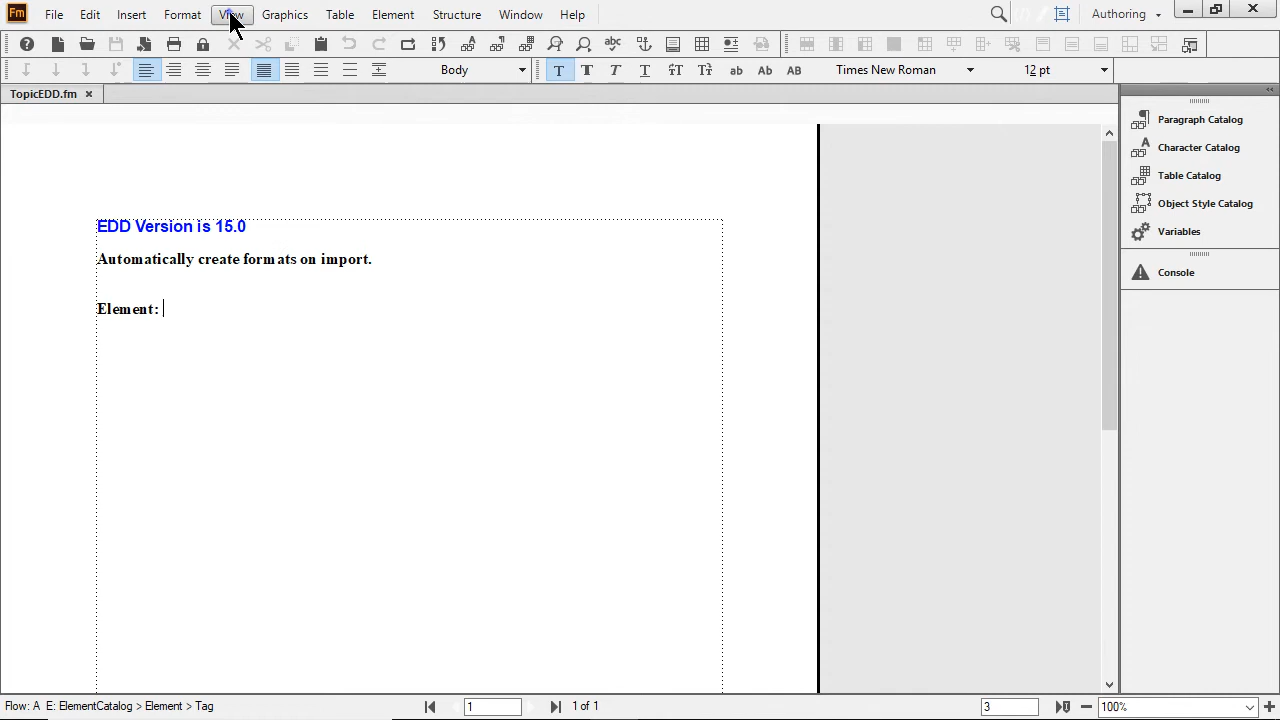 Fm File Edit Insert Format View Graphics Table Element Structure Window Help Authoring
Body Times New Roman 12 pt
TopicEDD.fm
Paragraph Catalog
Character Catalog
Table Catalog
Object Style Catalog
Variables
Console
EDD Version is 15.0
Automatically create formats on import.
Element:
Flow: A E: ElementCatalog > Element > Tag 1 1 of 1 3 100%